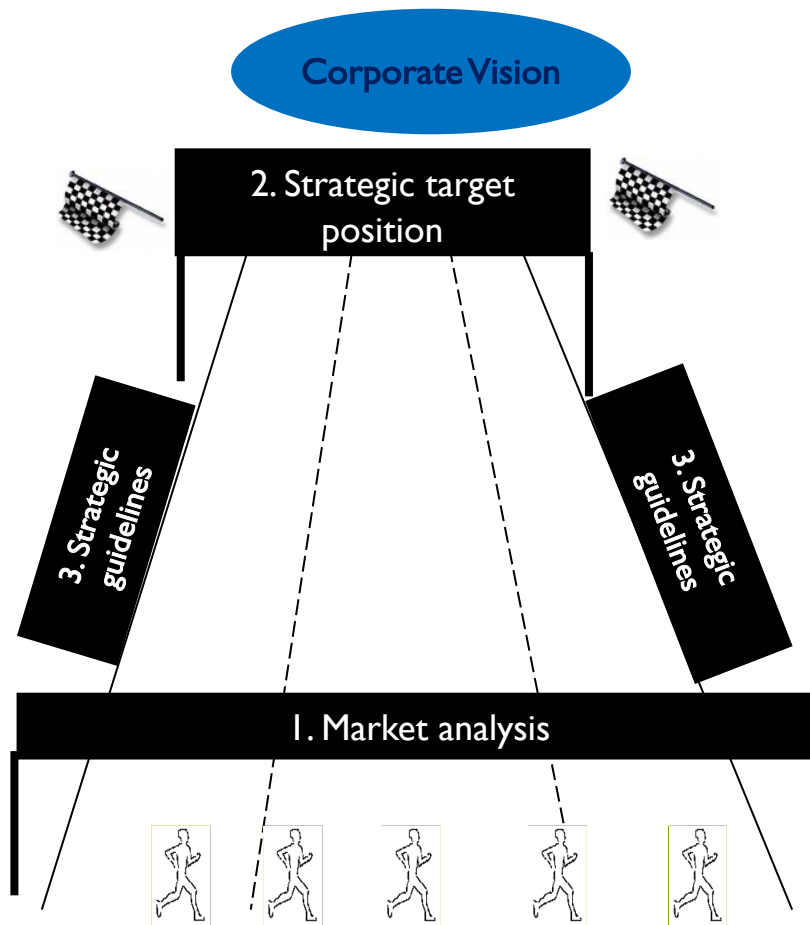 Corporate Vision
2. Strategic target
position
3. Strategic
guidelines
3. Strategic
guidelines
1. Market analysis